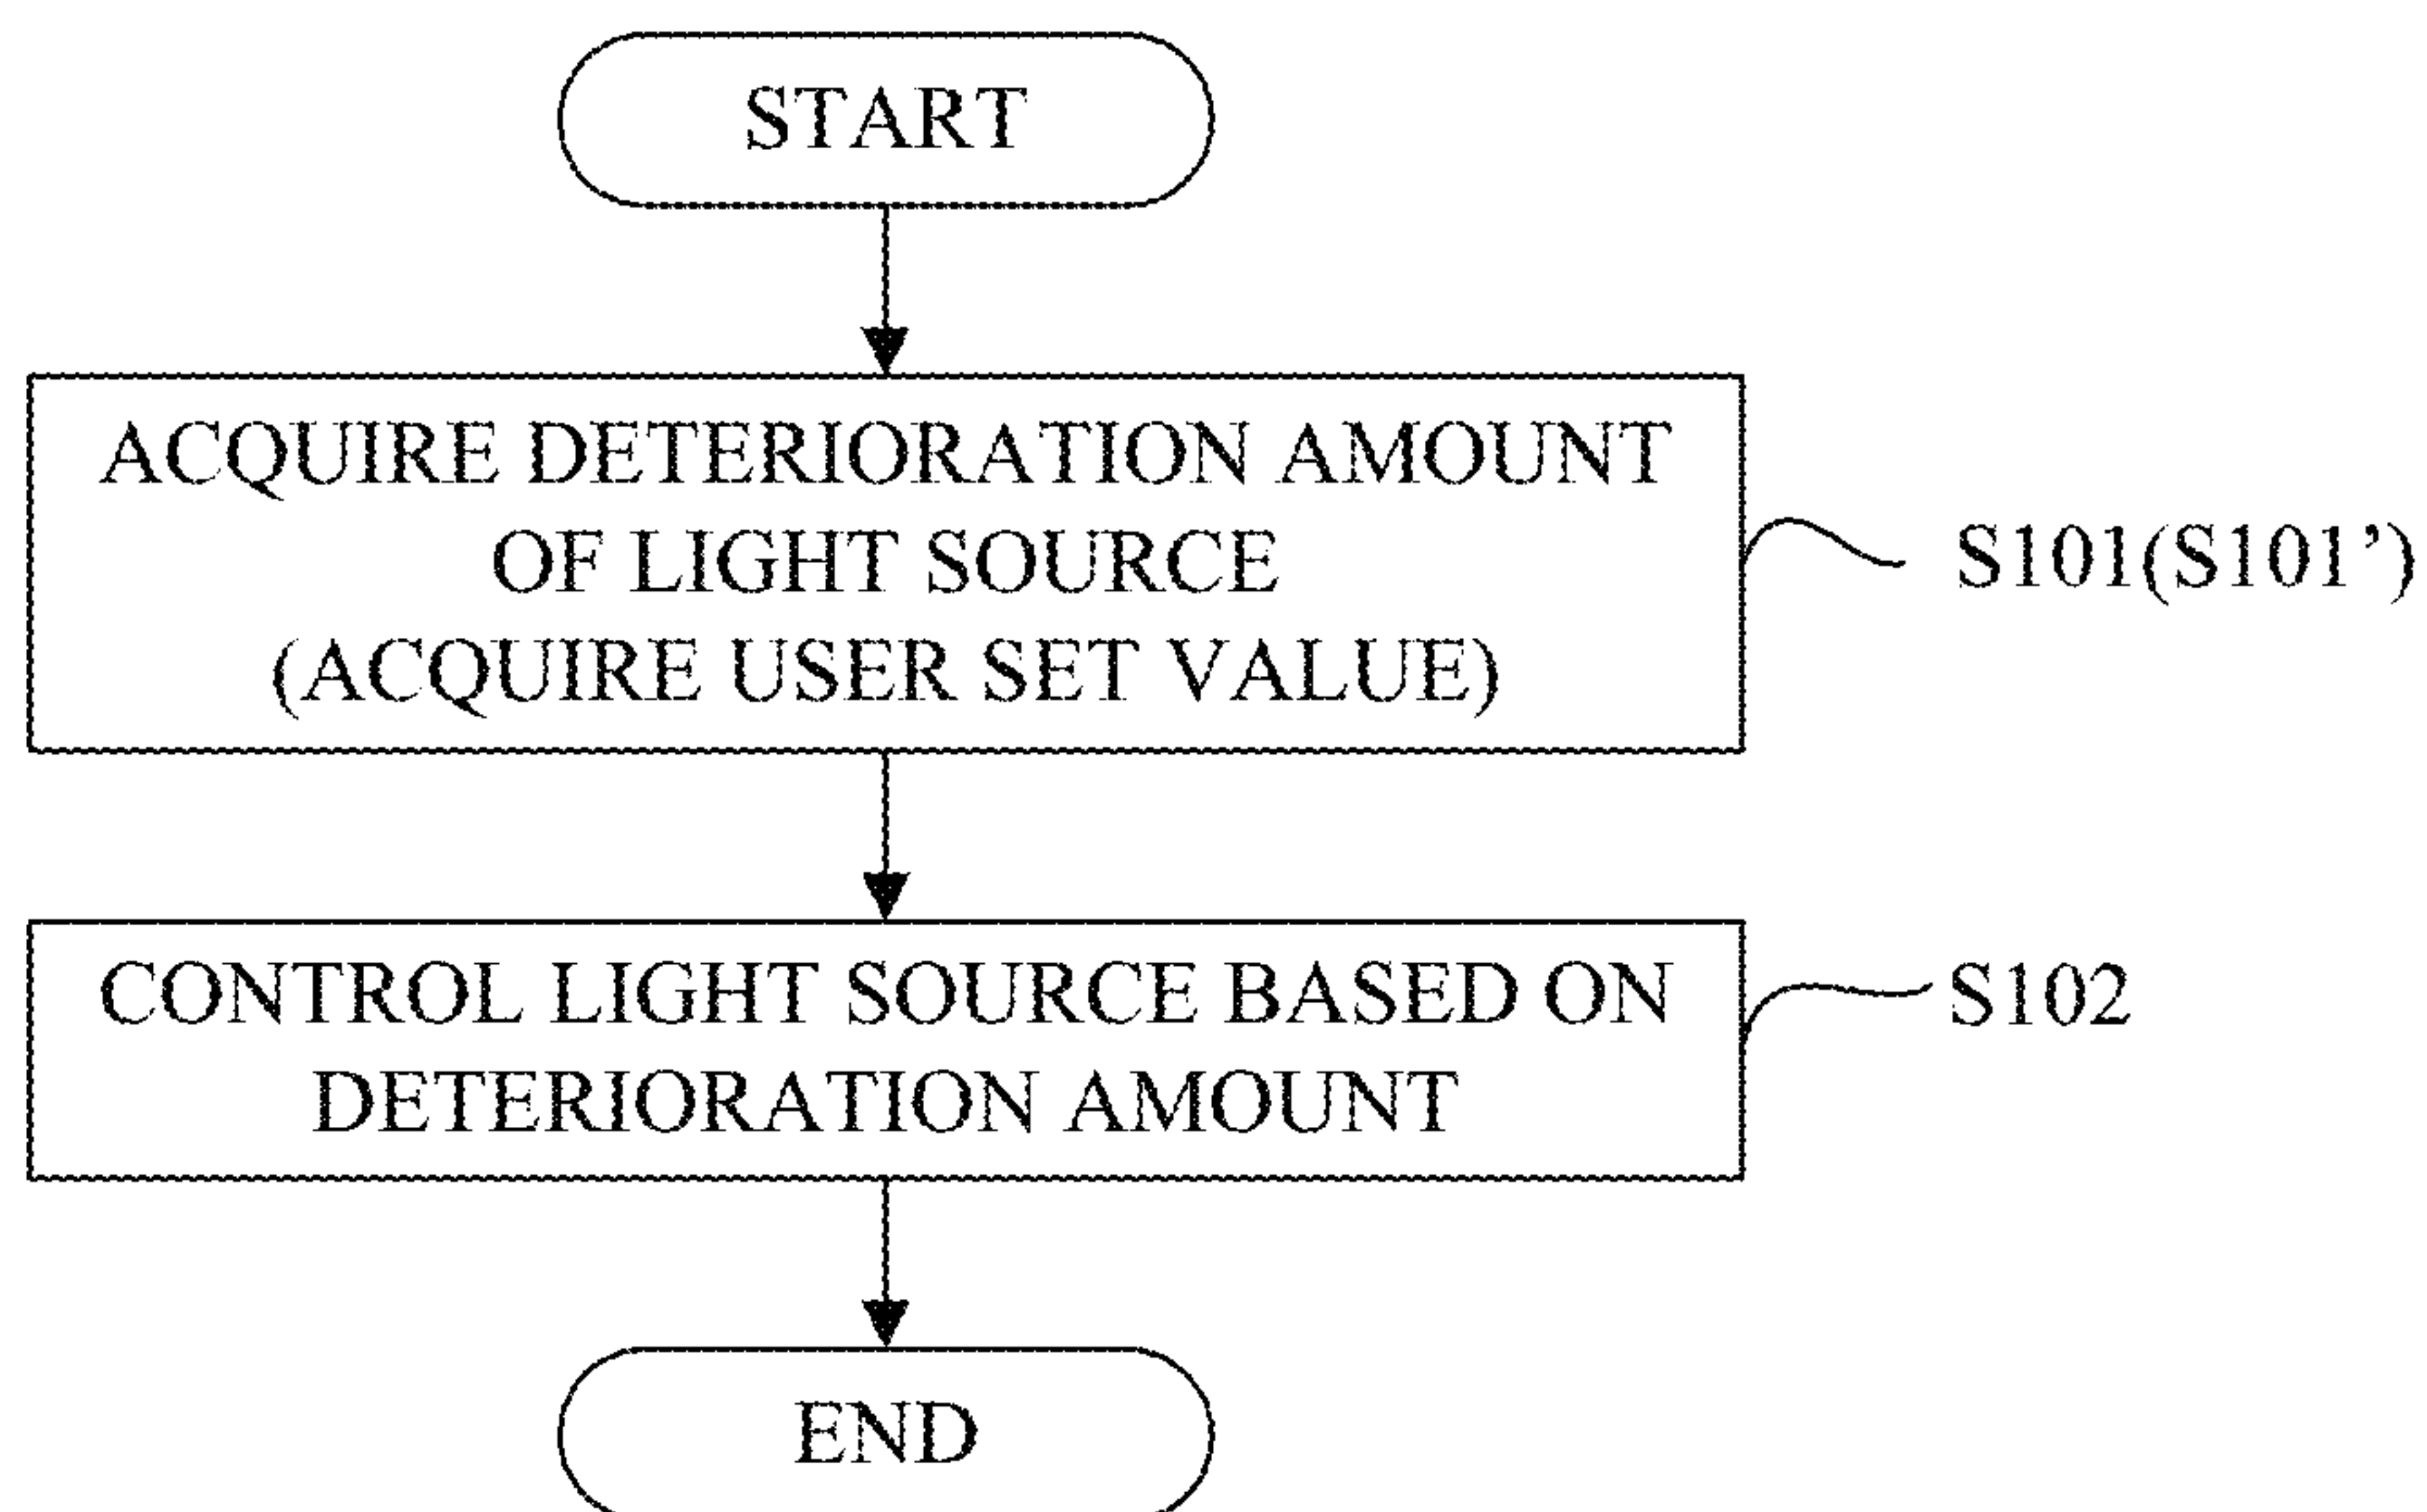 START
ACQUIRE DETERIORATION AMOUNT
OF LIGHT SOURCE
(ACQUIRE USER SET VALUE)
S101(S101’)
CONTROL LIGHT SOURCE BASED ON
DETERIORATION AMOUNT
S102
END